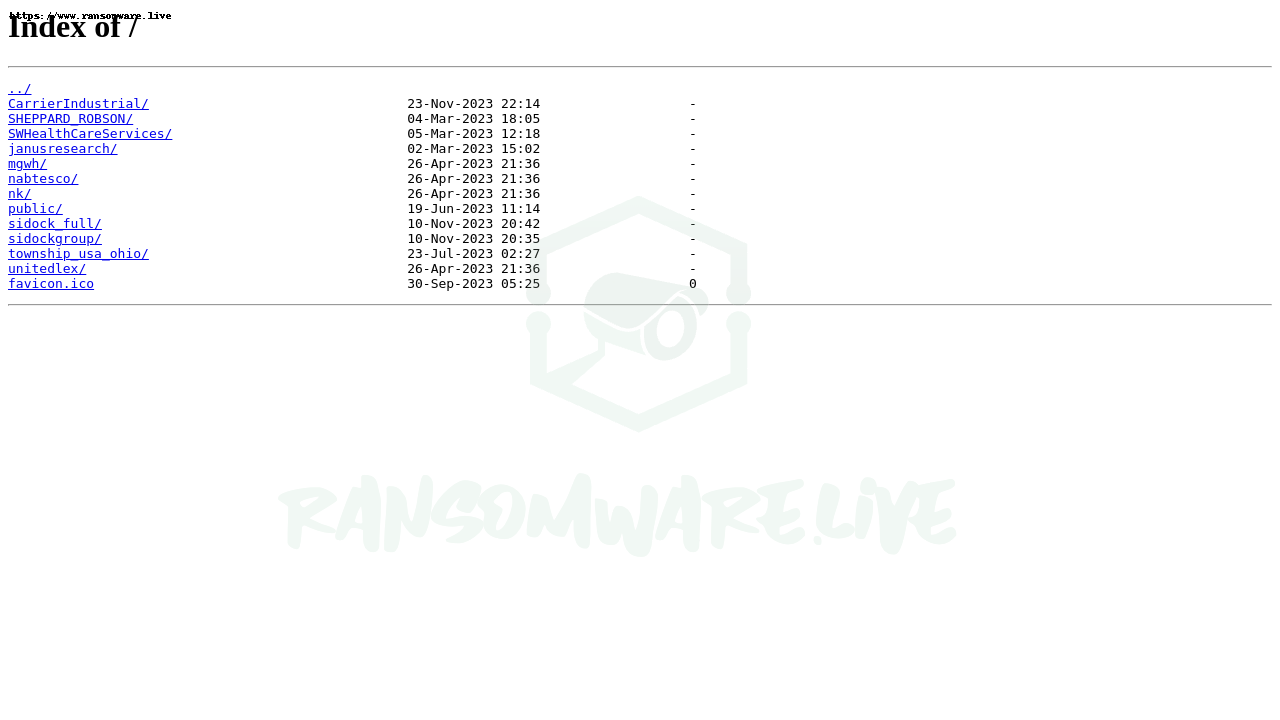 https://www.ransomware.live
Index of /
../
CarrierIndustrial/ 23-Nov-2023 22:14 -
SHEPPARD_ROBSON/ 04-Mar-2023 18:05 -
SWHealthCareServices/ 05-Mar-2023 12:18 -
janusresearch/ 02-Mar-2023 15:02 -
mgwh/ 26-Apr-2023 21:36 -
nabtesco/ 26-Apr-2023 21:36 -
nk/ 26-Apr-2023 21:36 -
public/ 19-Jun-2023 11:14 -
sidock_full/ 10-Nov-2023 20:42 -
sidockgroup/ 10-Nov-2023 20:35 -
township_usa_ohio/ 23-Jul-2023 02:27 -
unitedlex/ 26-Apr-2023 21:36 -
favicon.ico 30-Sep-2023 05:25 0
RANSOMWARE.LIVE